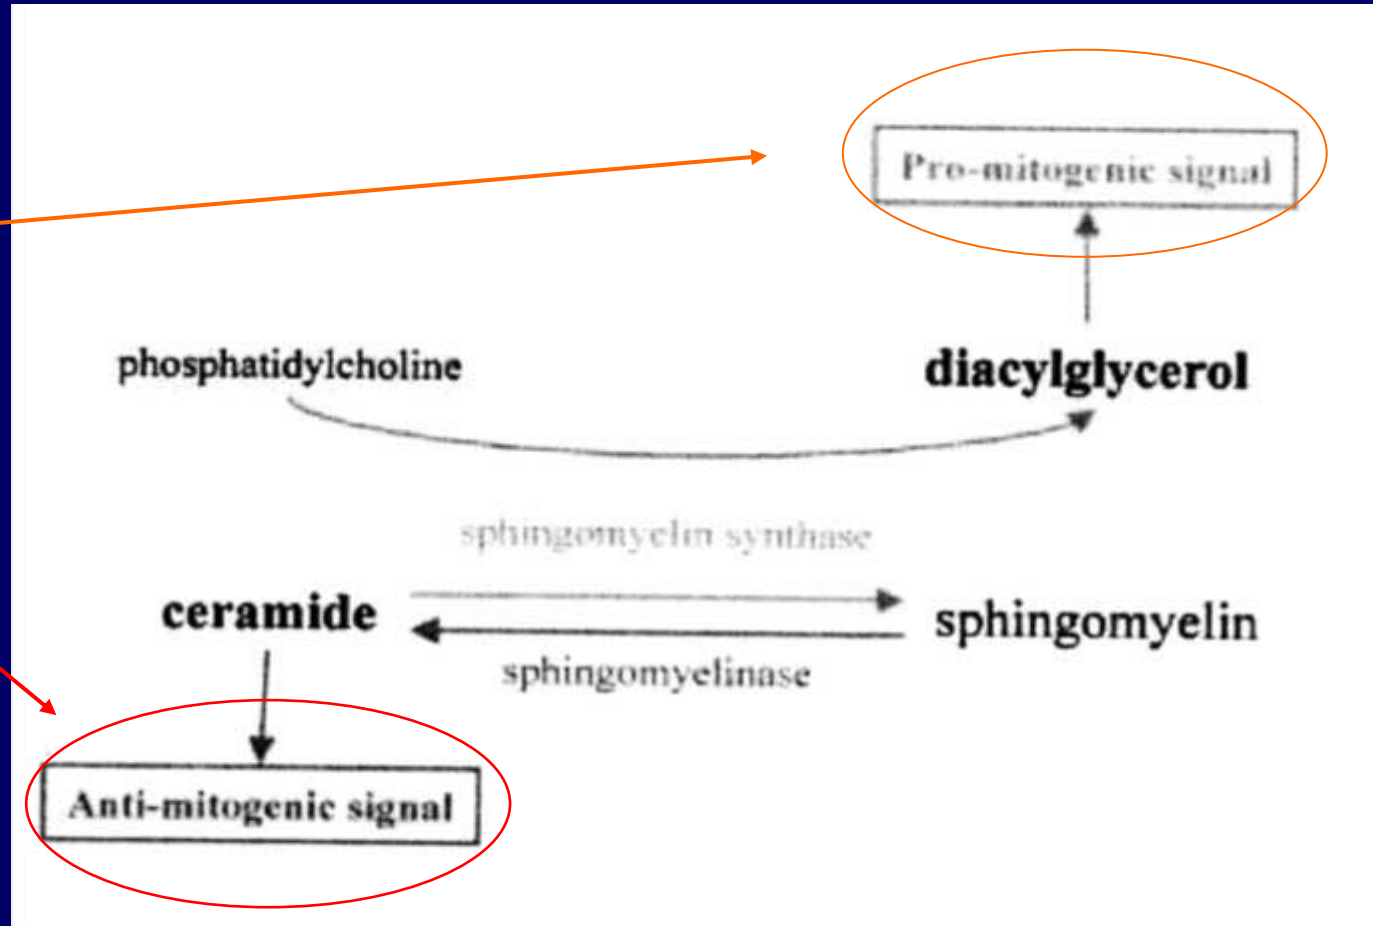 Pro-mitogenic signal
phosphatidylcholine
diacylglycerol
sphingomyelin synthase
ceramide
sphingomyelin
sphingomyelinase
Anti-mitogenic signal